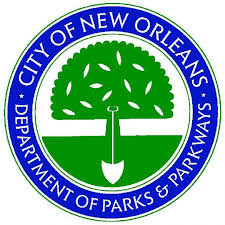 CITY OF NEW ORLEANS
DEPARTMENT OF PARKS & PARKWAYS